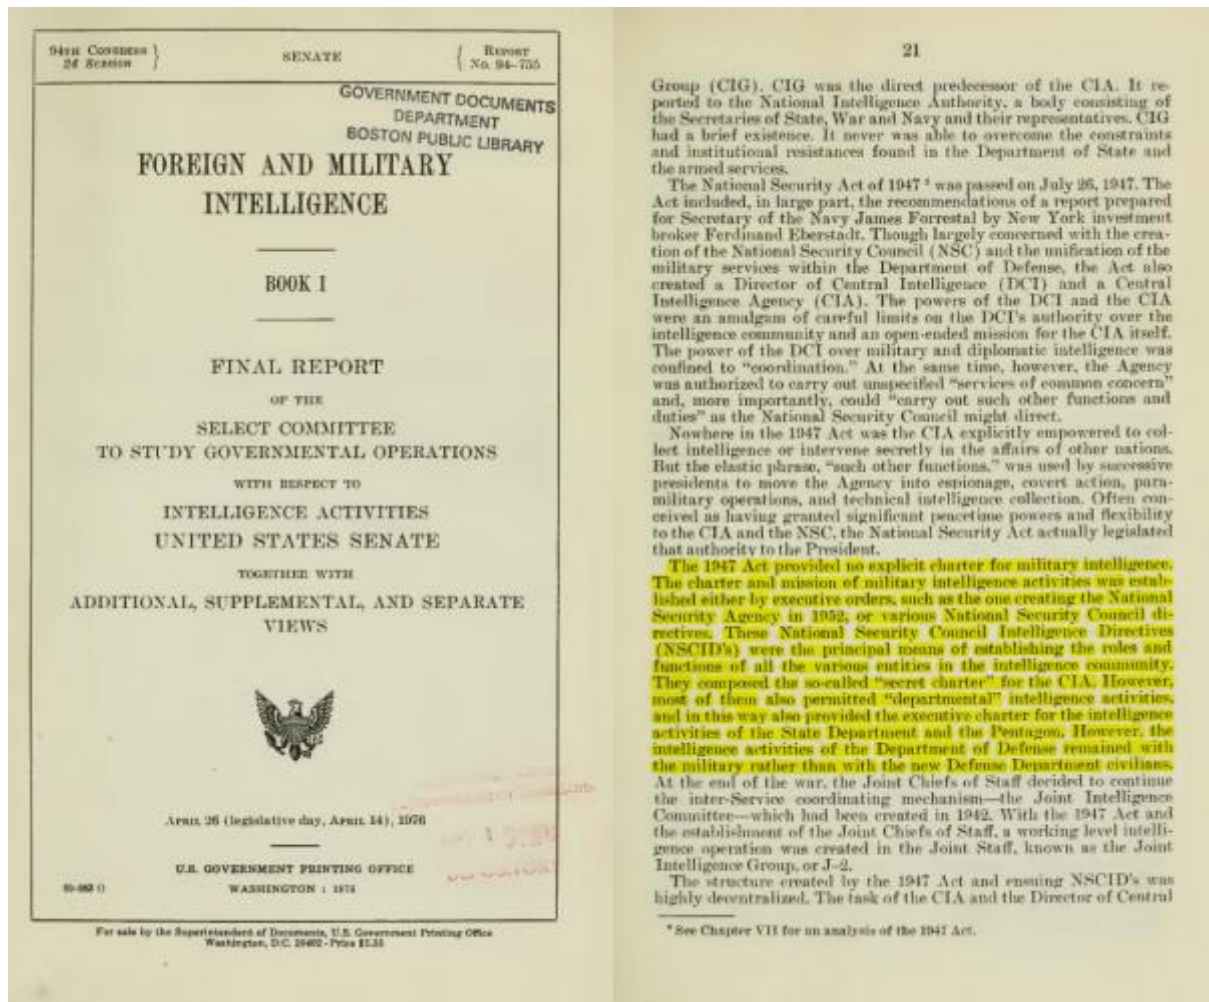 94TH CONGRESS
2d Session
SENATE
REPORT
No. 94-755
GOVERNMENT DOCUMENTS
DEPARTMENT
BOSTON PUBLIC LIBRARY
FOREIGN AND MILITARY
INTELLIGENCE
BOOK I
FINAL REPORT
OF THE
SELECT COMMITTEE
TO STUDY GOVERNMENTAL OPERATIONS
WITH RESPECT TO
INTELLIGENCE ACTIVITIES
UNITED STATES SENATE
TOGETHER WITH
ADDITIONAL, SUPPLEMENTAL, AND SEPARATE
VIEWS
APRIL 26 (legislative day, APRIL 14), 1976
U.S. GOVERNMENT PRINTING OFFICE
WASHINGTON : 1976
For sale by the Superintendent of Documents, U.S. Government Printing Office
Washington, D.C. 20402 - Price $5.35
21
Group (CIG). CIG was the direct predecessor of the CIA. It re-
ported to the National Intelligence Authority, a body consisting of
the Secretaries of State, War and Navy and their representatives. CIG
had a brief existence. It never was able to overcome the constraints
and institutional resistances found in the Department of State and
the armed services.
The National Security Act of 1947 was passed on July 26, 1947. The
Act included, in large part, the recommendations of a report prepared
for Secretary of the Navy James Forrestal by New York investment
broker Ferdinand Eberstadt. Though largely concerned with the crea-
tion of the National Security Council (NSC) and the unification of the
military services within the Department of Defense, the Act also
created a Director of Central Intelligence (DCI) and a Central
Intelligence Agency (CIA). The powers of the DCI and the CIA
were an amalgam of careful limits on the DCI's authority over the
intelligence community and an open-ended mission for the CIA itself.
The power of the DCI over military and diplomatic intelligence was
confined to "coordination." At the same time, however, the Agency
was authorized to carry out unspecified "services of common concern"
and, more importantly, could "carry out such other functions and
duties" as the National Security Council might direct.
Nowhere in the 1947 Act was the CIA explicitly empowered to col-
lect intelligence or intervene secretly in the affairs of other nations.
But the elastic phrase, "such other functions," was used by successive
presidents to move the Agency into espionage, covert action, para-
military operations, and technical intelligence collection. Often con-
ceived as having granted significant peacetime powers and flexibility
to the CIA and the NSC, the National Security Act actually legislated
that authority to the President.
The 1947 Act provided no explicit charter for military intelligence.
The charter and mission of military intelligence activities was estab-
lished either by executive orders, such as the one creating the National
Security Agency in 1952, or various National Security Council di-
rectives. These National Security Council Intelligence Directives
(NSCID's) were the principal means of establishing the roles and
functions of all the various entities in the intelligence community.
They composed the so-called "secret charter" for the CIA. However,
most of them also permitted "departmental" intelligence activities,
and in this way also provided the executive charter for the intelligence
activities of the State Department and the Pentagon. However, the
intelligence activities of the Department of Defense remained with
the military rather than with the new Defense Department civilians.
At the end of the war, the Joint Chiefs of Staff decided to continue
the inter-Service coordinating mechanism—the Joint Intelligence
Committee—which had been created in 1942. With the 1947 Act and
the establishment of the Joint Chiefs of Staff, a working level intelli-
gence operation was created in the Joint Staff, known as the Joint
Intelligence Group, or J-2.
The structure created by the 1947 Act and ensuing NSCID's was
highly decentralized. The task of the CIA and the Director of Central
See Chapter VII for an analysis of the 1947 Act.